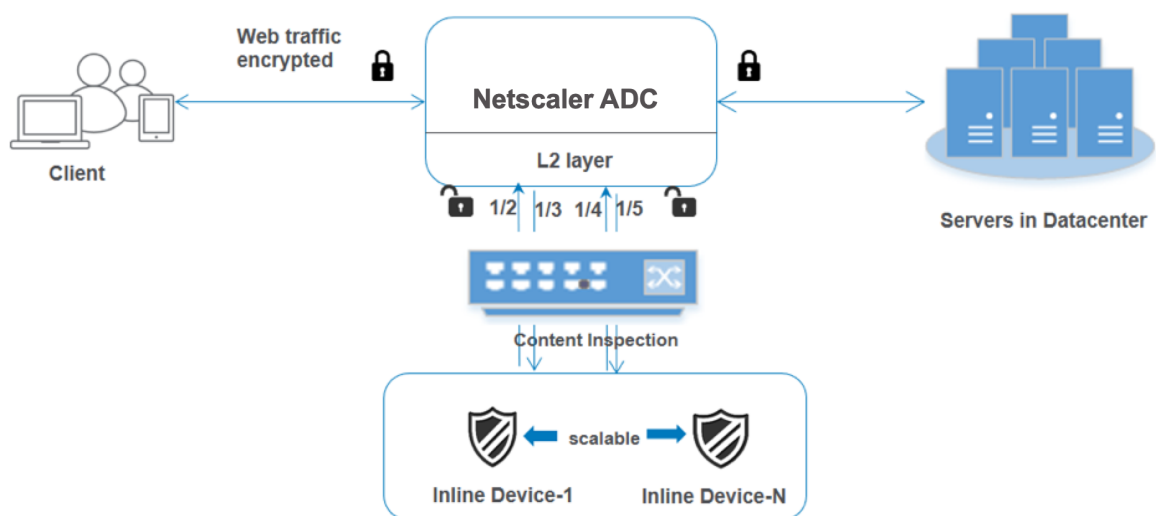 Web traffic
encrypted
Netscaler ADC
L2 layer
Client
1/2 1/3 1/4 1/5
Servers in Datacenter
Content Inspection
scalable
Inline Device-1
Inline Device-N